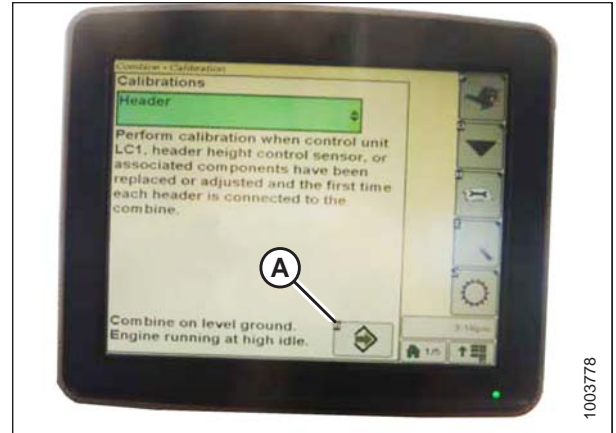 Combine - Calibration
Calibrations
Header
Perform calibration when control unit
LC1, header height control sensor, or
associated components have been
replaced or adjusted and the first time
each header is connected to the
combine.
A
Combine on level ground.
Engine running at high idle.
1/5
1003778